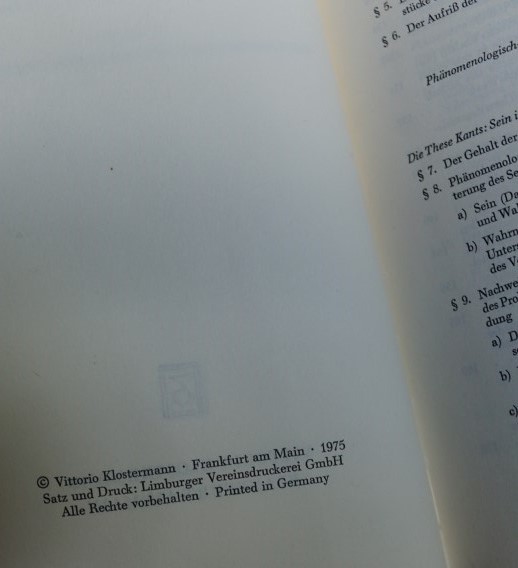 © Vittorio Klostermann · Frankfurt am Main · 1975
Satz und Druck: Limburger Vereinsdruckerei GmbH
Alle Rechte vorbehalten · Printed in Germany
§ 5.
stücke
§ 6. Der Aufriß der
Phänomenologisch
Die These Kants: Sein i
§ 7. Der Gehalt der
§ 8. Phänomenolo
terung des Se
a) Sein (Da
und Wa
b) Wahrn
Unter
des V
§ 9. Nachwe
des Pro
dung
a) D
s
b)
c)